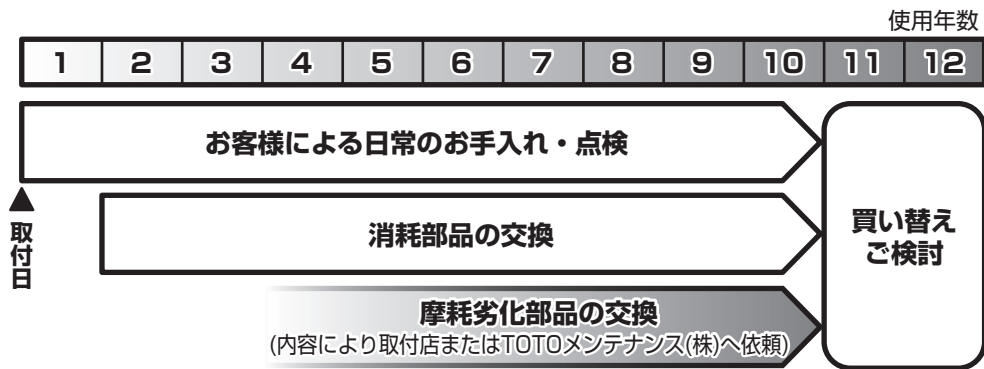 使用年数
1 2 3 4 5 6 7 8 9 10 11 12
お客様による日常のお手入れ・点検
取付日
消耗部品の交換
買い替え
ご検討
摩耗劣化部品の交換
(内容により取付店またはTOTOメンテナンス(株)へ依頼)